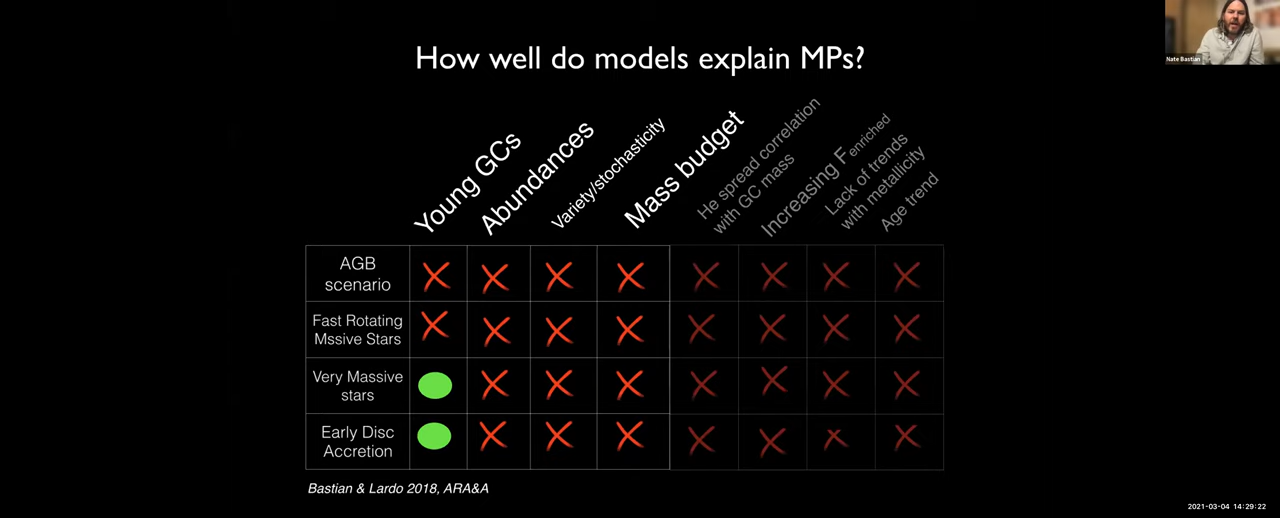 How well do models explain MPs?
Nate Bastian
Young GCs
Abundances
Variety/stochasticity
Mass budget
He spread correlation
with GC mass
Increasing Fenriched
Lack of trends
with metallicity
Age trend
AGB
scenario
Fast Rotating
Mssive Stars
Very Massive
stars
Early Disc
Accretion
Bastian & Lardo 2018, ARA&A
2021-03-04 14:29:22